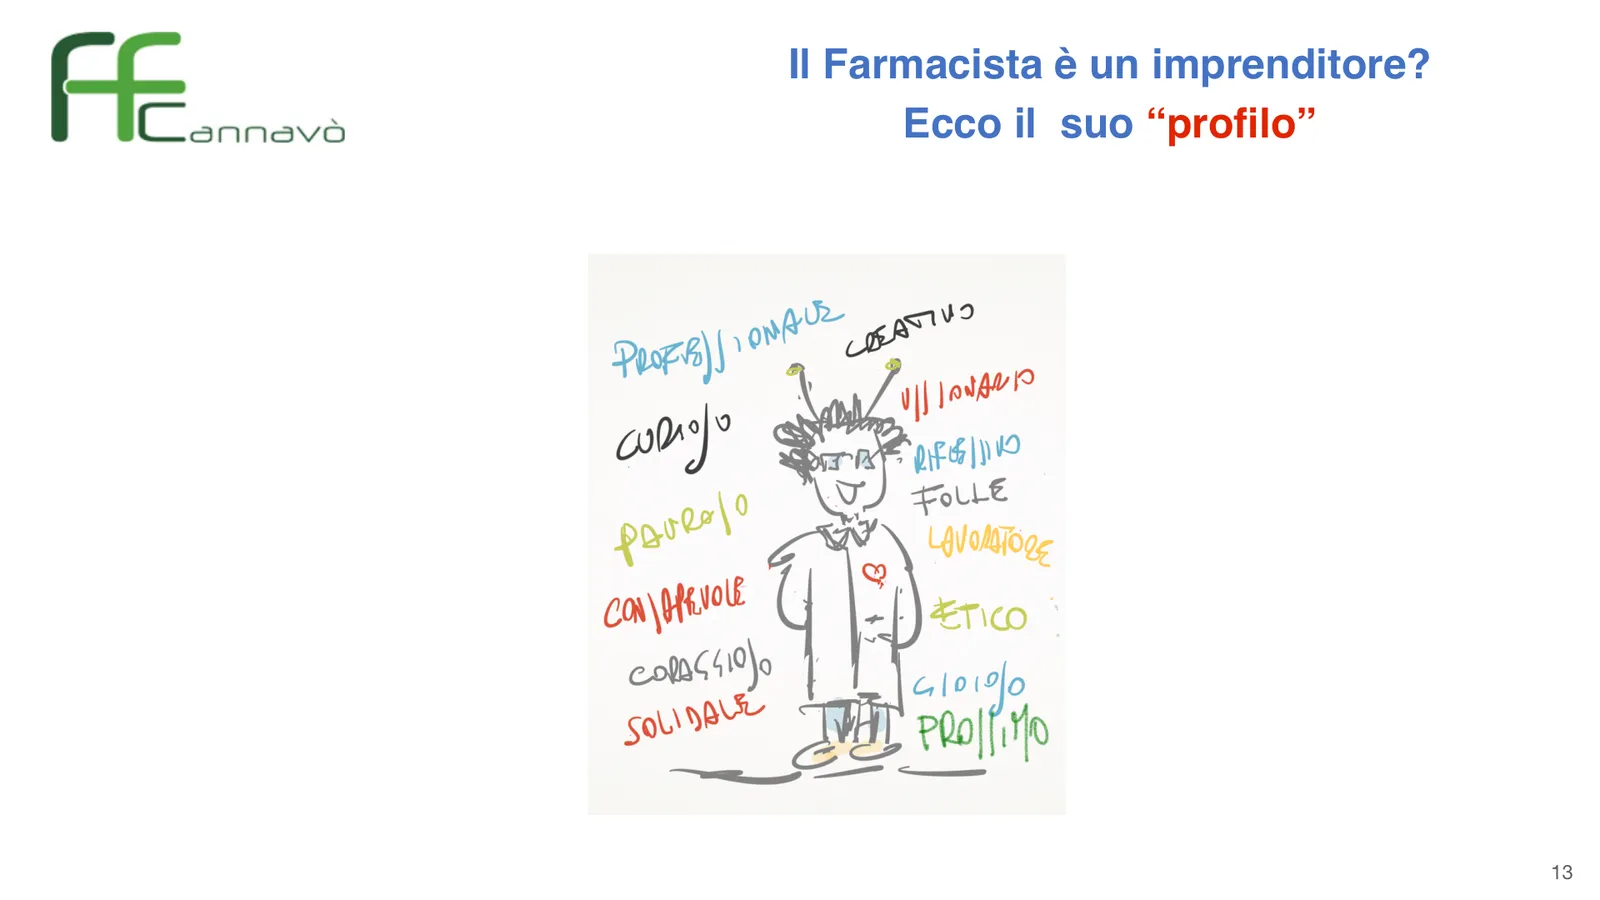 FFCannavò
Il Farmacista è un imprenditore?
Ecco il suo “profilo”
PROFESSIONALE
CREATIVO
VISIONARIO
CURIOSO
RIFLESSIVO
FOLLE
PAUROSO
LAVORATORE
CONSAPEVOLE
ETICO
CORAGGIOSO
GIOIOSO
SOLIDALE
PROSSIMO
13